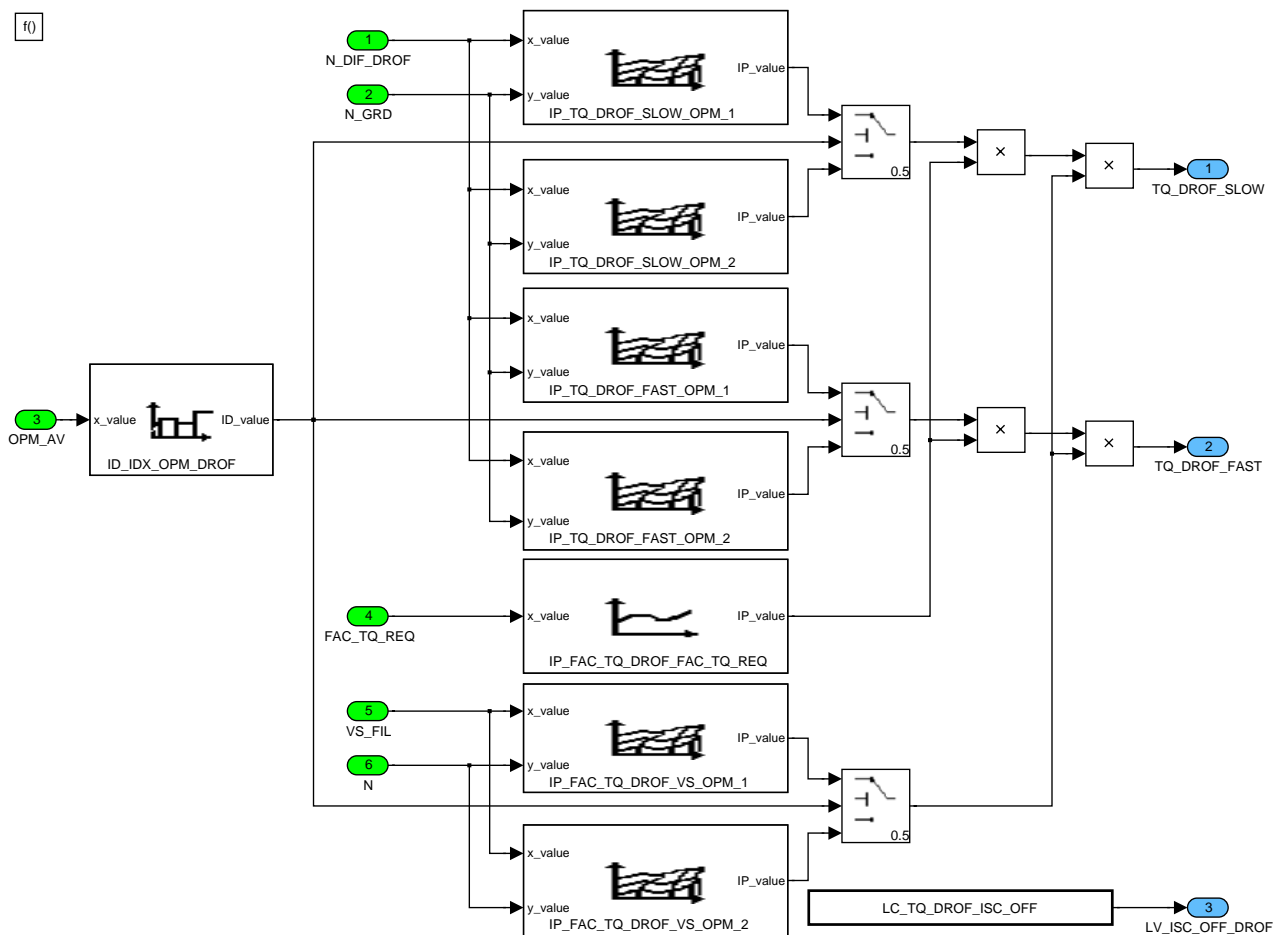 f()
1
N_DIF_DROF
2
N_GRD
x_value
y_value
IP_value
IP_TQ_DROF_SLOW_OPM_1
x_value
y_value
IP_value
IP_TQ_DROF_SLOW_OPM_2
0.5
×
×
1
TQ_DROF_SLOW
x_value
y_value
IP_value
IP_TQ_DROF_FAST_OPM_1
3
OPM_AV
x_value
ID_value
ID_IDX_OPM_DROF
x_value
y_value
IP_value
IP_TQ_DROF_FAST_OPM_2
0.5
×
×
2
TQ_DROF_FAST
4
FAC_TQ_REQ
x_value
IP_value
IP_FAC_TQ_DROF_FAC_TQ_REQ
5
VS_FIL
6
N
x_value
y_value
IP_value
IP_FAC_TQ_DROF_VS_OPM_1
0.5
x_value
y_value
IP_value
IP_FAC_TQ_DROF_VS_OPM_2
LC_TQ_DROF_ISC_OFF
3
LV_ISC_OFF_DROF